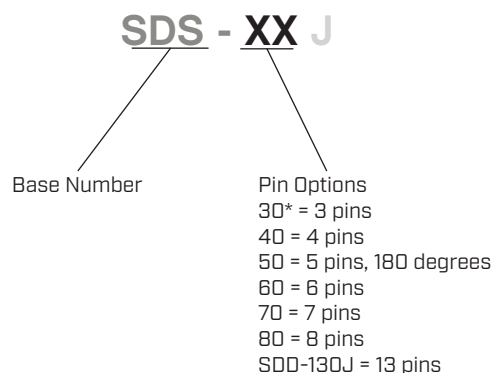 SDS - XX J
Base Number
Pin Options
30* = 3 pins
40 = 4 pins
50 = 5 pins, 180 degrees
60 = 6 pins
70 = 7 pins
80 = 8 pins
SDD-130J = 13 pins